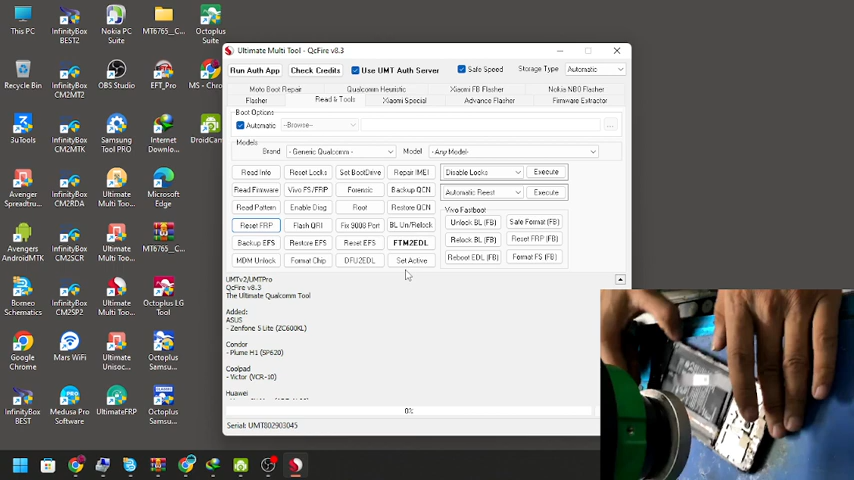 This PC
InfinityBox BEST2
Nokia PC Suite
MT6765__C...
Octoplus Suite
Recycle Bin
InfinityBox CM2MT2
OBS Studio
EFT_Pro
MS - Chro
3uTools
InfinityBox CM2MTK
Samsung Tool PRO
Internet Downlo...
DroidCam
Avenger Spreadtru...
InfinityBox CM2RDA
Ultimate Multi Tool...
Microsoft Edge
Avengers AndroidMTK
InfinityBox CM2SCR
Ultimate Multi Tool...
MT6765__C...
Borneo Schematics
InfinityBox CM2SP2
Ultimate Multi Tool...
Octoplus LG Tool
Google Chrome
Mars WiFi
Ultimate Unisoc...
Octoplus Samsu...
InfinityBox BEST
Medusa Pro Software
UltimateFRP
Octoplus Samsu...
Ultimate Multi Tool - QcFire v8.3
Run Auth App
Check Credits
Use UMT Auth Server
Safe Speed
Storage Type
Automatic
Moto Boot Repair
Qualcomm Heuristic
Xiaomi FB Flasher
Nokia NB0 Flasher
Flasher
Read & Tools
Xiaomi Special
Advance Flasher
Firmware Extractor
Boot Options
Automatic
--Browse--
...
Models
Brand
- Generic Qualcomm -
Model
- Any Model-
Read Info
Reset Locks
Set BootDrive
Repair IMEI
Disable Locks
Execute
Read Firmware
Vivo FS/FRP
Forensic
Backup QCN
Automatic Reest
Execute
Read Pattern
Enable Diag
Root
Restore QCN
Vivo Fastboot
Reset FRP
Flash QRI
Fix 9008 Port
BL Un/Relock
Unlock BL (FB)
Safe Format (FB)
Backup EFS
Restore EFS
Reset EFS
FTM2EDL
Relock BL (FB)
Reset FRP (FB)
MDM Unlock
Format Chip
DFU2EDL
Set Active
Reboot EDL (FB)
Format FS (FB)
UMTv2/UMTPro
QcFire v8.3
The Ultimate Qualcomm Tool
Added:
ASUS
- Zenfone 5 Lite (ZC600KL)
Condor
- Plume H1 (SP620)
Coolpad
- Victor (VCR-10)
Huawei
0%
Serial: UMT802903045